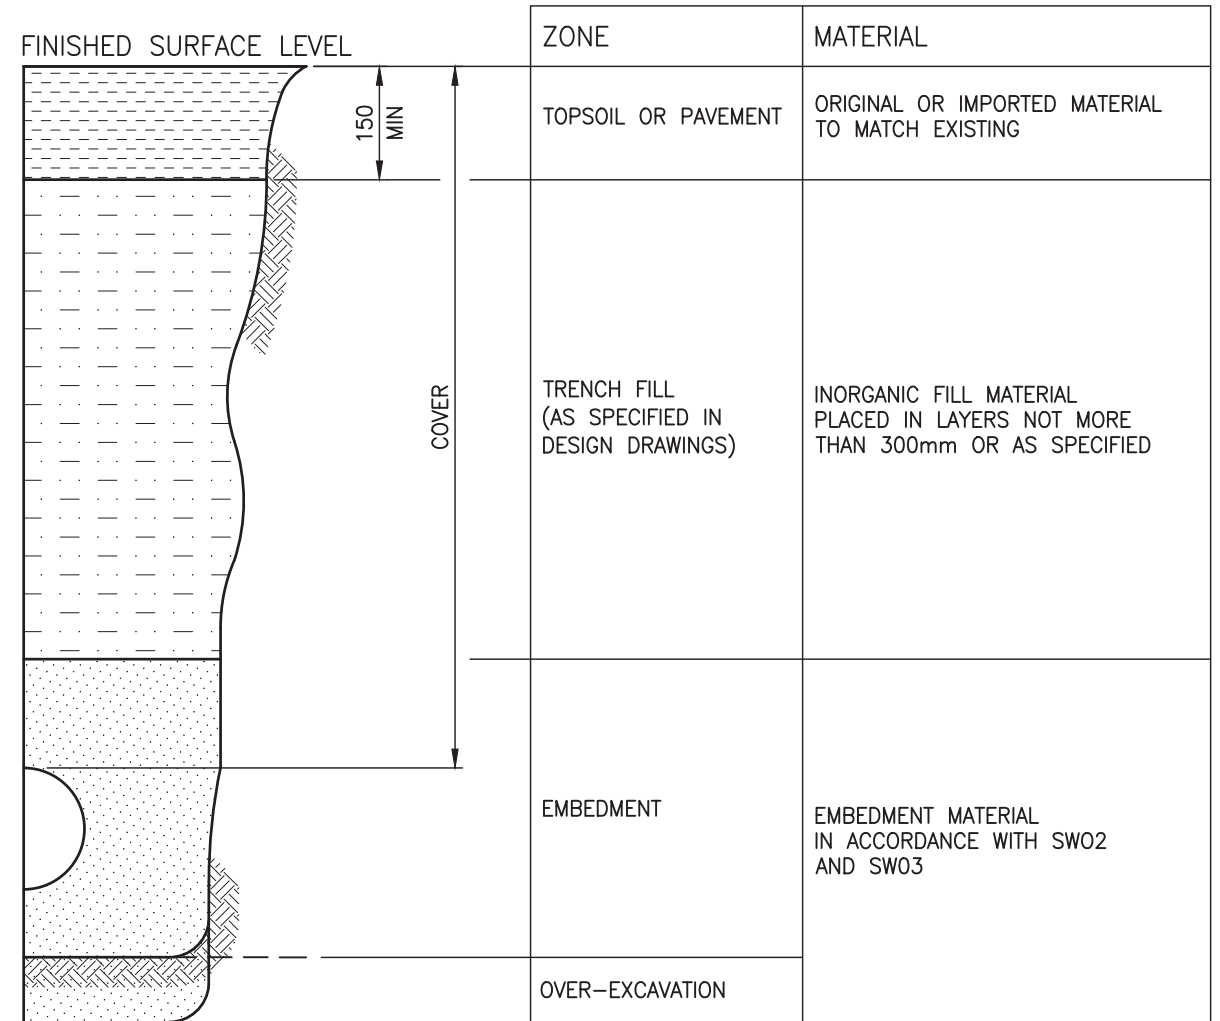 FINISHED SURFACE LEVEL
150
MIN
COVER
ZONE
MATERIAL
TOPSOIL OR PAVEMENT
ORIGINAL OR IMPORTED MATERIAL
TO MATCH EXISTING
TRENCH FILL
(AS SPECIFIED IN
DESIGN DRAWINGS)
INORGANIC FILL MATERIAL
PLACED IN LAYERS NOT MORE
THAN 300mm OR AS SPECIFIED
EMBEDMENT
EMBEDMENT MATERIAL
IN ACCORDANCE WITH SW02
AND SW03
OVER-EXCAVATION